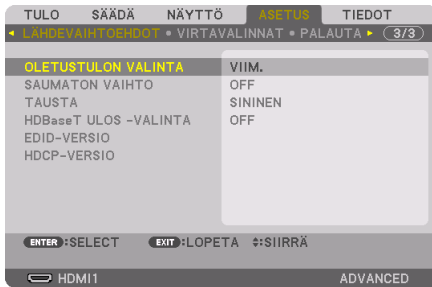 TULO SÄÄDÄ NÄYTTÖ ASETUS TIEDOT
LÄHDEVAIHTOEHDOT • VIRTAVALINNAT • PALAUTA 3/3
OLETUSTULON VALINTA VIIM.
SAUMATON VAIHTO OFF
TAUSTA SININEN
HDBaseT ULOS -VALINTA OFF
EDID-VERSIO
HDCP-VERSIO
ENTER :SELECT EXIT :LOPETA :SIIRRÄ
HDMI1 ADVANCED